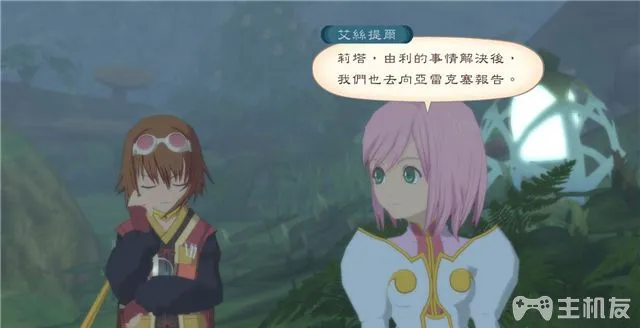 艾絲提爾
莉塔，由利的事情解決後，
我們也去向亞雷克塞報告。
主机友